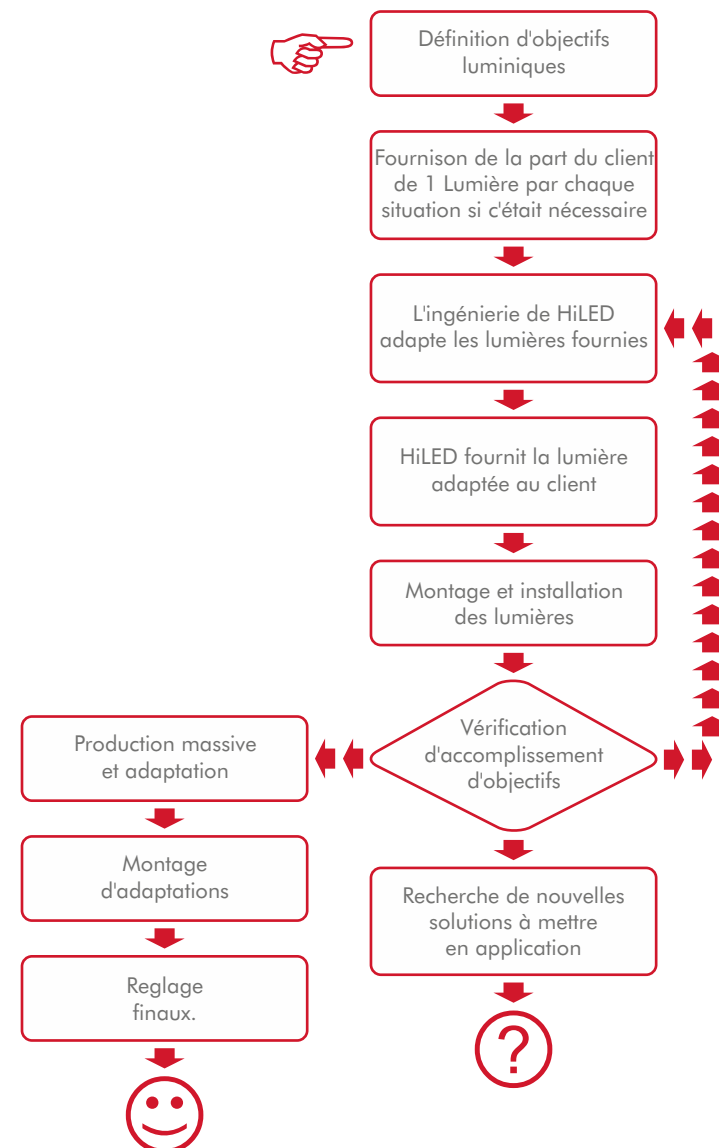 Définition d'objectifs
luminiques
Fournison de la part du client
de 1 Lumière par chaque
situation si c'était nécessaire
L'ingénierie de HiLED
adapte les lumières fournies
HiLED fournit la lumière
adaptée au client
Montage et installation
des lumières
Vérification
d'accomplissement
d'objectifs
Production massive
et adaptation
Montage
d'adaptations
Reglage
finaux.
Recherche de nouvelles
solutions à mettre
en application
?